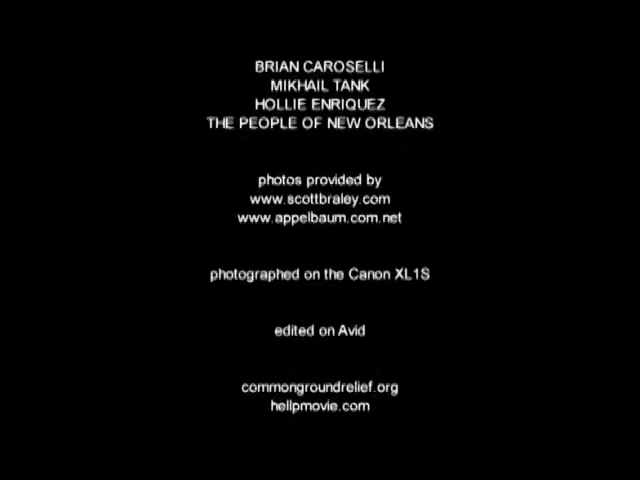 BRIAN CAROSELLI
MIKHAIL TANK
HOLLIE ENRIQUEZ
THE PEOPLE OF NEW ORLEANS
photos provided by
www.scottbraley.com
www.appelbaum.com.net
photographed on the Canon XL1S
edited on Avid
commongroundrelief.org
hellpmovie.com